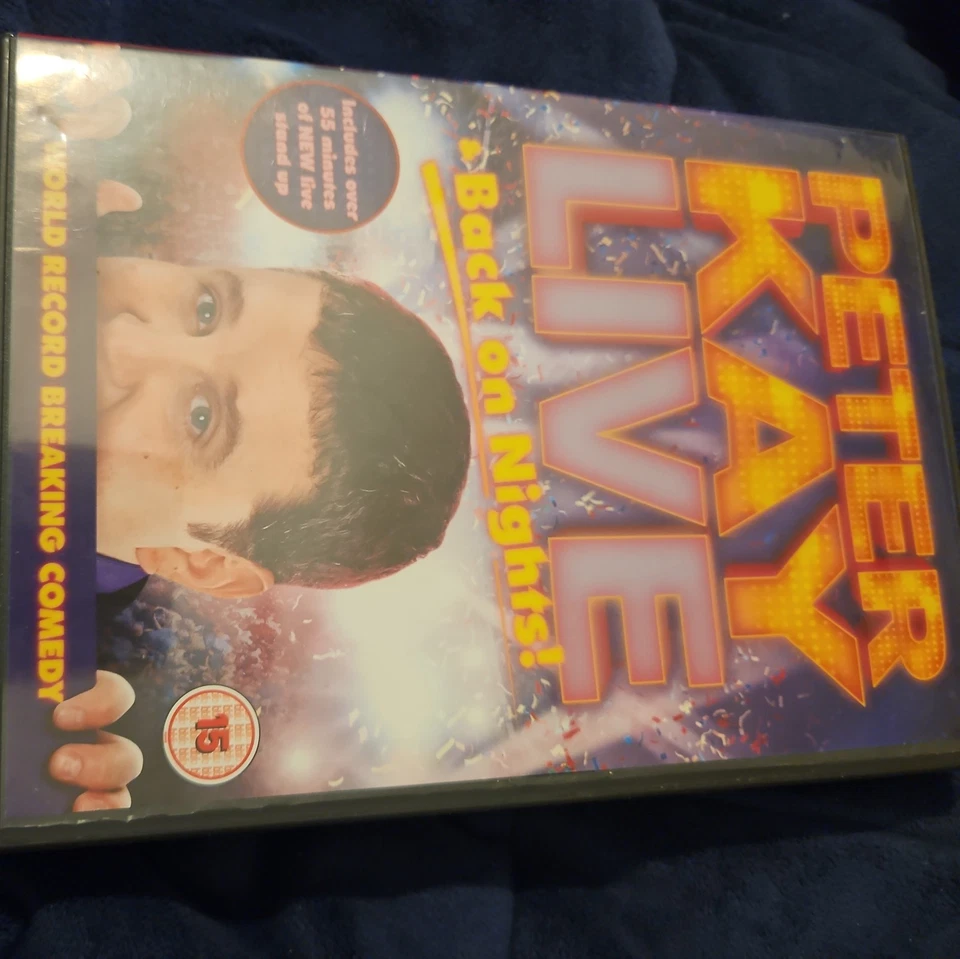 PETER
KAY
LIVE
& Back on Nights!
Includes over
55 minutes
of NEW live
stand up
15
WORLD RECORD BREAKING COMEDY